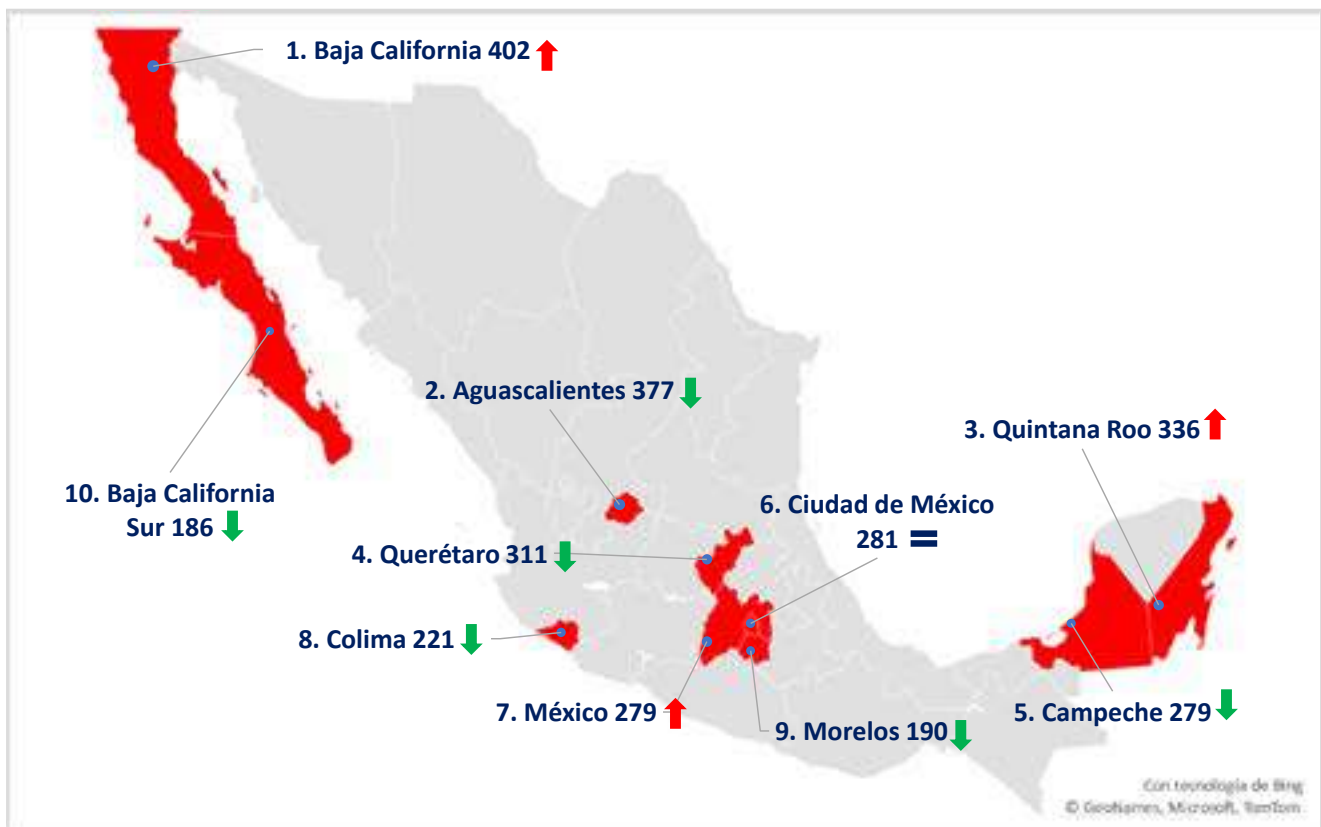 1. Baja California 402
2. Aguascalientes 377
3. Quintana Roo 336
10. Baja California
Sur 186
6. Ciudad de México
281 =
4. Querétaro 311
8. Colima 221
7. México 279
9. Morelos 190
5. Campeche 279
Con tecnología de Bing
© GeoNames, Microsoft, TomTom